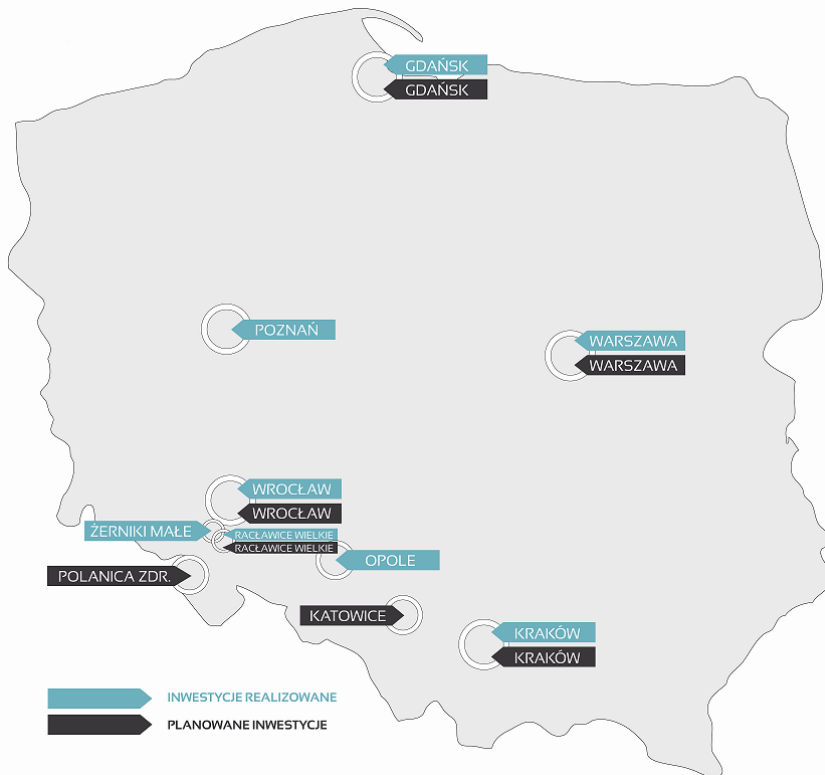 GDAŃSK
GDAŃSK
POZNAŃ
WARSZAWA
WARSZAWA
WROCŁAW
WROCŁAW
ŻERNIKI MAŁE
RACŁAWICE WIELKIE
RACŁAWICE WIELKIE
OPOLE
POLANICA ZDR.
KATOWICE
KRAKÓW
KRAKÓW
INWESTYCJE REALIZOWANE
PLANOWANE INWESTYCJE